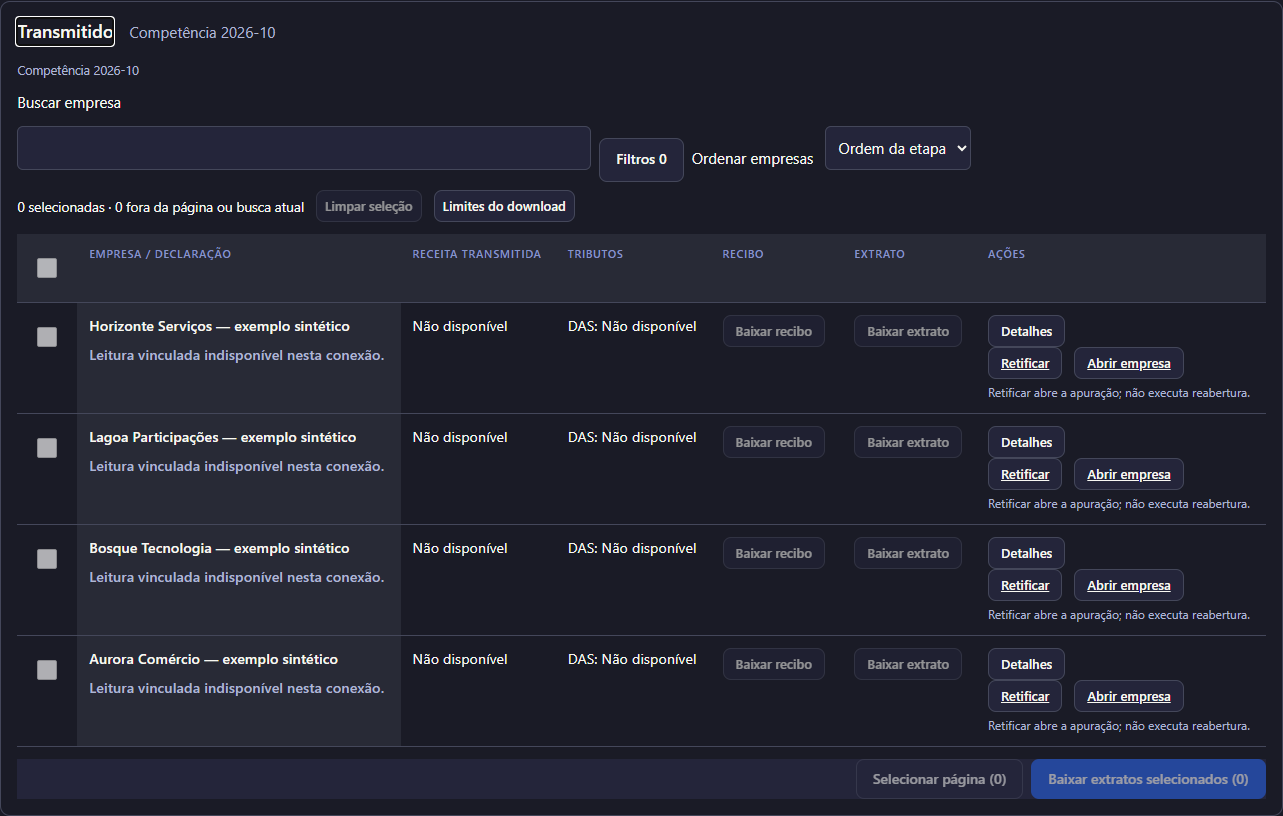 Transmitido Competência 2026-10
Competência 2026-10
Buscar empresa
Filtros 0 Ordenar empresas Ordem da etapa
0 selecionadas · 0 fora da página ou busca atual Limpar seleção Limites do download
EMPRESA / DECLARAÇÃO RECEITA TRANSMITIDA TRIBUTOS RECIBO EXTRATO AÇÕES
Horizonte Serviços — exemplo sintético Não disponível DAS: Não disponível Baixar recibo Baixar extrato Detalhes
Leitura vinculada indisponível nesta conexão.
Retificar Abrir empresa
Retificar abre a apuração; não executa reabertura.
Lagoa Participações — exemplo sintético Não disponível DAS: Não disponível Baixar recibo Baixar extrato Detalhes
Leitura vinculada indisponível nesta conexão.
Retificar Abrir empresa
Retificar abre a apuração; não executa reabertura.
Bosque Tecnologia — exemplo sintético Não disponível DAS: Não disponível Baixar recibo Baixar extrato Detalhes
Leitura vinculada indisponível nesta conexão.
Retificar Abrir empresa
Retificar abre a apuração; não executa reabertura.
Aurora Comércio — exemplo sintético Não disponível DAS: Não disponível Baixar recibo Baixar extrato Detalhes
Leitura vinculada indisponível nesta conexão.
Retificar Abrir empresa
Retificar abre a apuração; não executa reabertura.
Selecionar página (0) Baixar extratos selecionados (0)